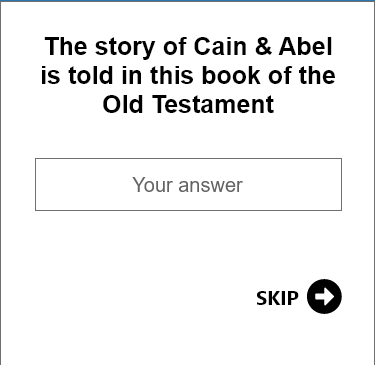 The story of Cain & Abel
is told in this book of the
Old Testament
Your answer
SKIP